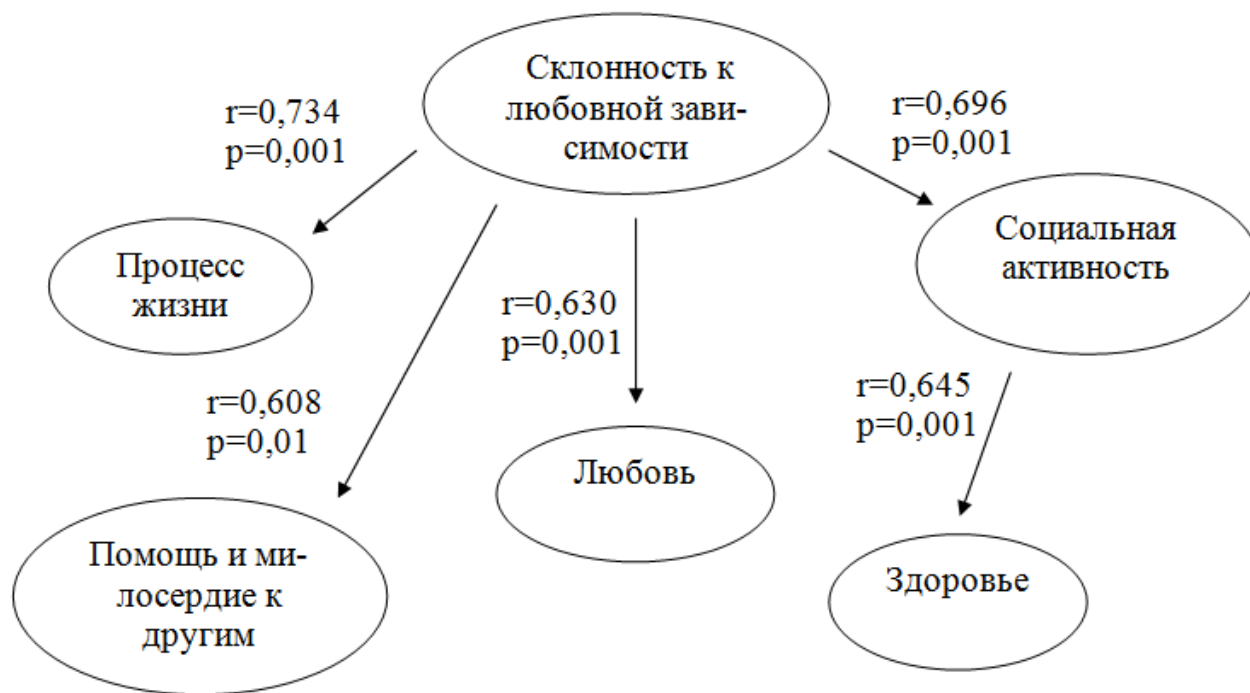 Склонность к
любовной зави-
симости
r=0,734
p=0,001
r=0,696
p=0,001
Социальная
активность
Процесс
жизни
r=0,630
p=0,001
r=0,645
p=0,001
r=0,608
p=0,01
Любовь
Помощь и ми-
лосердие к
другим
Здоровье